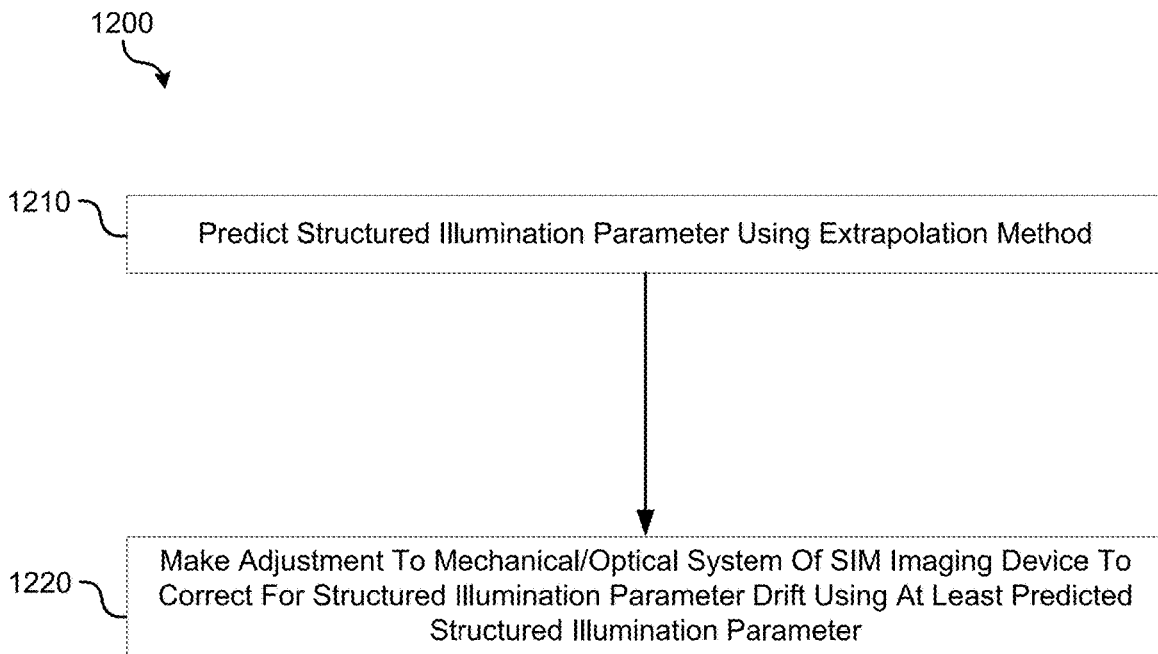 1200
1210
Predict Structured Illumination Parameter Using Extrapolation Method
1220
Make Adjustment To Mechanical/Optical System Of SIM Imaging Device To
Correct For Structured Illumination Parameter Drift Using At Least Predicted
Structured Illumination Parameter